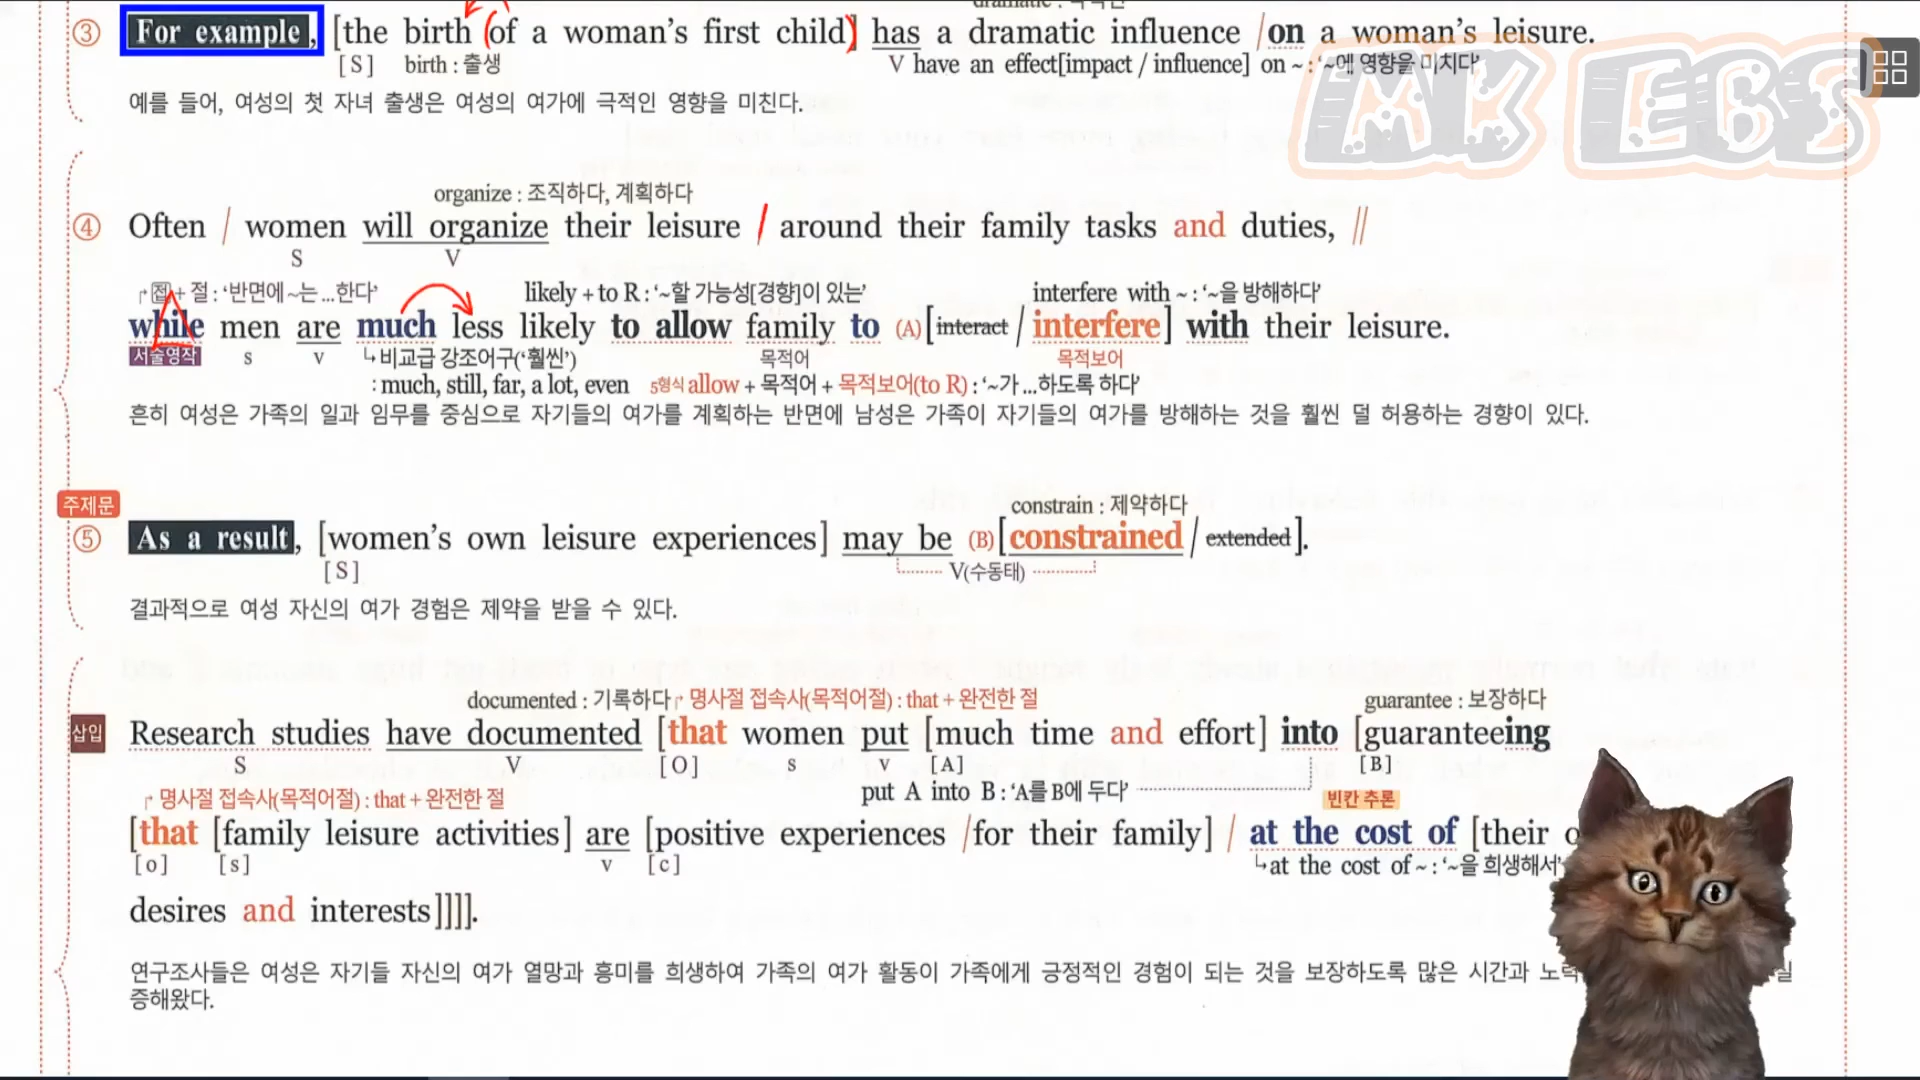 ③ For example, [the birth (of a woman’s first child)] has a dramatic influence / on a woman’s leisure.
[S] birth : 출생 V have an effect[impact / influence] on ~ : ‘~에 영향을 미치다’
예를 들어, 여성의 첫 자녀 출생은 여성의 여가에 극적인 영향을 미친다.
MK EBS
organize : 조직하다, 계획하다
④ Often / women will organize their leisure / around their family tasks and duties, //
S V
접 + 절 : ‘반면에 ~는 ...한다’ likely + to R : ‘~할 가능성[경향]이 있는’ interfere with ~ : ‘~을 방해하다’
while men are much less likely to allow family to (A) [interact / interfere] with their leisure.
서술영작 s v ↳비교급 강조어구(‘훨씬’) 목적어 목적보어
: much, still, far, a lot, even 5형식 allow + 목적어 + 목적보어(to R) : ‘~가 ...하도록 하다’
흔히 여성은 가족의 일과 임무를 중심으로 자기들의 여가를 계획하는 반면에 남성은 가족이 자기들의 여가를 방해하는 것을 훨씬 덜 허용하는 경향이 있다.
주제문
constrain : 제약하다
⑤ As a result, [women’s own leisure experiences] may be (B) [constrained / extended].
[S] V(수동태)
결과적으로 여성 자신의 여가 경험은 제약을 받을 수 있다.
documented : 기록하다 명사절 접속사(목적어절) : that + 완전한 절 guarantee : 보장하다
삽입 Research studies have documented [that women put [much time and effort] into [guaranteeing
S V [O] s v [A] [B]
명사절 접속사(목적어절) : that + 완전한 절 put A into B : ‘A를 B에 두다’ 빈칸 추론
[that [family leisure activities] are [positive experiences / for their family] / at the cost of [their
[o] [s] v [c] ↳at the cost of ~ : ‘~을 희생해서’
desires and interests]]]].
연구조사들은 여성은 자기들 자신의 여가 열망과 흥미를 희생하여 가족의 여가 활동이 가족에게 긍정적인 경험이 되는 것을 보장하도록 많은 시간과
증해왔다.